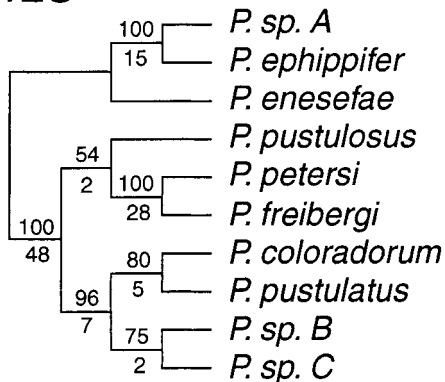 100
15
P. sp. A
P. ephippifer
P. enesefae
P. pustulosus
54
2
100
28
P. petersi
P. freibergi
100
48
80
5
P. coloradorum
P. pustulatus
96
7
75
2
P. sp. B
P. sp. C